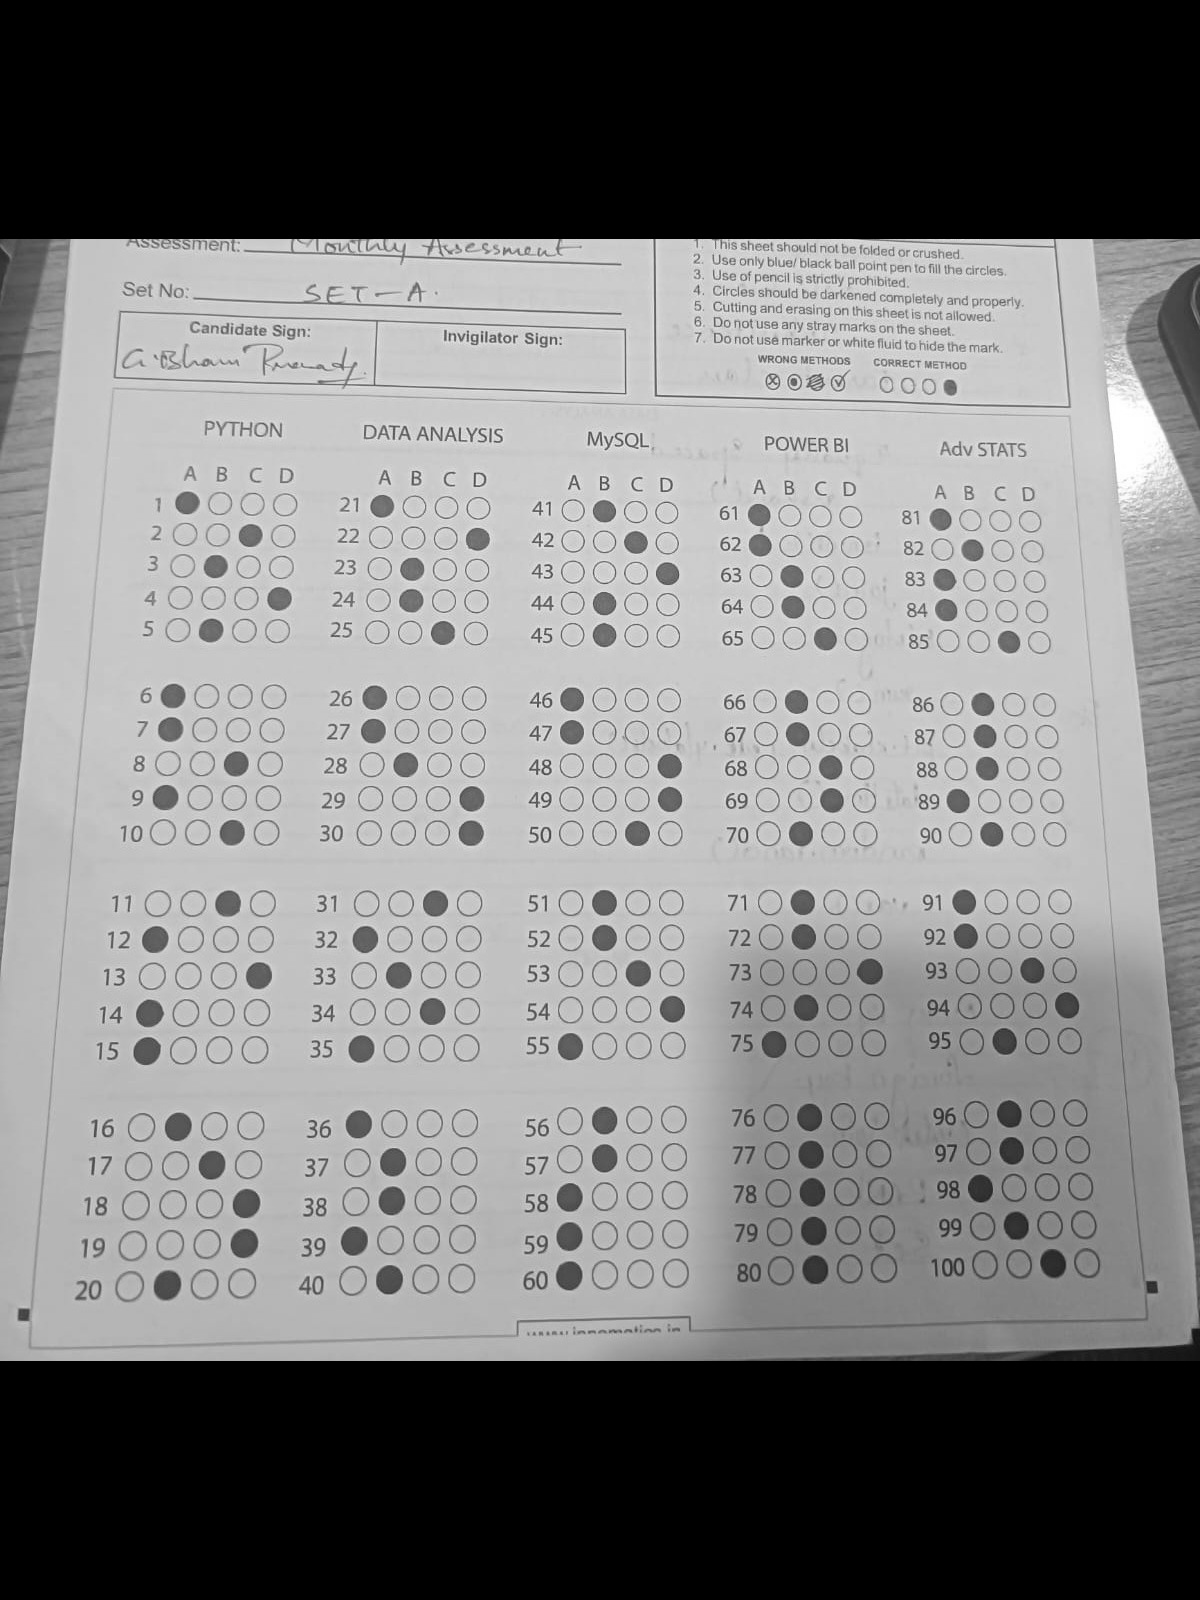 Assessment: Monthly Assessment
Set No: SET-A.
Candidate Sign:
Invigilator Sign:
1. This sheet should not be folded or crushed.
2. Use only blue/ black ball point pen to fill the circles.
3. Use of pencil is strictly prohibited.
4. Circles should be darkened completely and properly.
5. Cutting and erasing on this sheet is not allowed.
6. Do not use any stray marks on the sheet.
7. Do not use marker or white fluid to hide the mark.
WRONG METHODS CORRECT METHOD
PYTHON DATA ANALYSIS MySQL POWER BI Adv STATS
A B C D A B C D A B C D A B C D A B C D
1 21 41 61 81
2 22 42 62 82
3 23 43 63 83
4 24 44 64 84
5 25 45 65 85
6 26 46 66 86
7 27 47 67 87
8 28 48 68 88
9 29 49 69 89
10 30 50 70 90
11 31 51 71 91
12 32 52 72 92
13 33 53 73 93
14 34 54 74 94
15 35 55 75 95
16 36 56 76 96
17 37 57 77 97
18 38 58 78 98
19 39 59 79 99
20 40 60 80 100